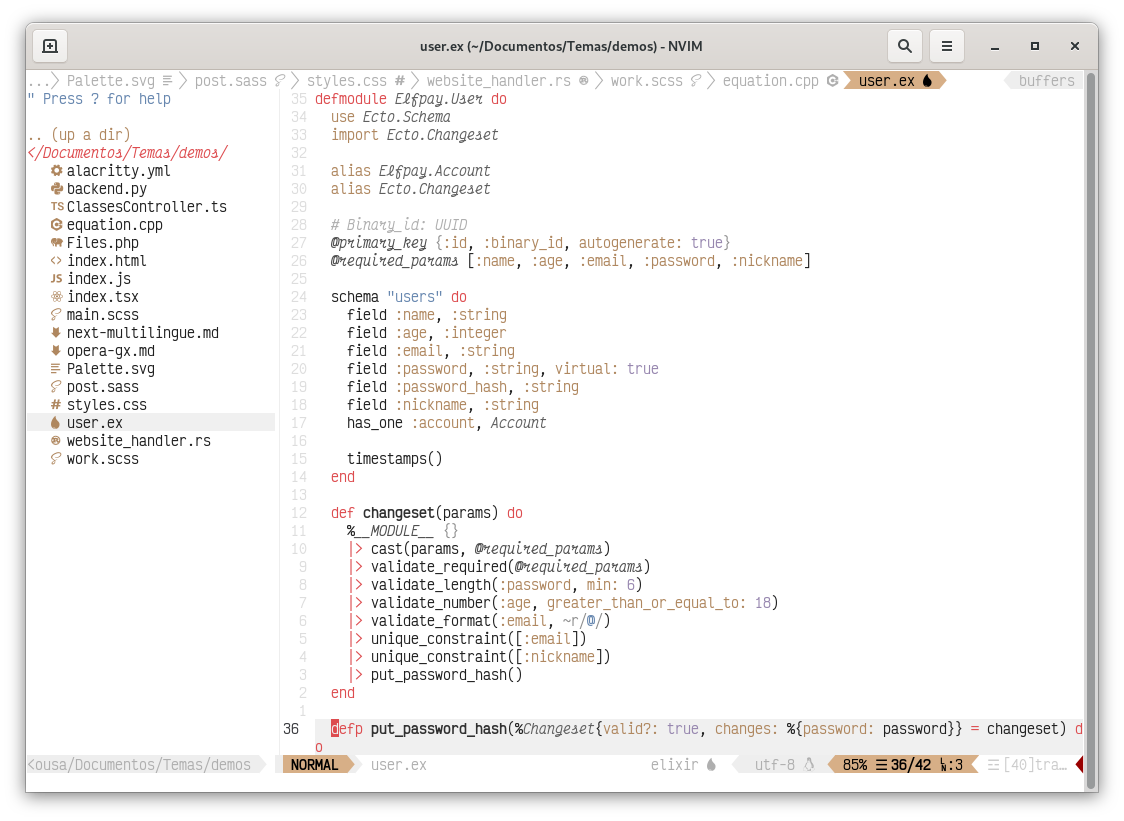 user.ex (~/Documentos/Temas/demos) - NVIM
... Palette.svg post.sass styles.css # website_handler.rs work.scss equation.cpp user.ex buffers
" Press ? for help
.. (up a dir)
</Documentos/Temas/demos/
alacritty.yml
backend.py
TS ClassesController.ts
equation.cpp
Files.php
<> index.html
JS index.js
index.tsx
main.scss
next-multilingue.md
opera-gx.md
Palette.svg
post.sass
# styles.css
user.ex
website_handler.rs
work.scss
35 defmodule Elfpay.User do
34 use Ecto.Schema
33 import Ecto.Changeset
32
31 alias Elfpay.Account
30 alias Ecto.Changeset
29
28 # Binary_id: UUID
27 @primary_key {:id, :binary_id, autogenerate: true}
26 @required_params [:name, :age, :email, :password, :nickname]
25
24 schema "users" do
23 field :name, :string
22 field :age, :integer
21 field :email, :string
20 field :password, :string, virtual: true
19 field :password_hash, :string
18 field :nickname, :string
17 has_one :account, Account
16
15 timestamps()
14 end
13
12 def changeset(params) do
11 %__MODULE__ {}
10 |> cast(params, @required_params)
9 |> validate_required(@required_params)
8 |> validate_length(:password, min: 6)
7 |> validate_number(:age, greater_than_or_equal_to: 18)
6 |> validate_format(:email, ~r/@/)
5 |> unique_constraint([:email])
4 |> unique_constraint([:nickname])
3 |> put_password_hash()
2 end
1
36 defp put_password_hash(%Changeset{valid?: true, changes: %{password: password}} = changeset) d
o
<ousa/Documentos/Temas/demos NORMAL user.ex elixir utf-8 85% ☰ 36/42 :3 ☲ [40]tra…